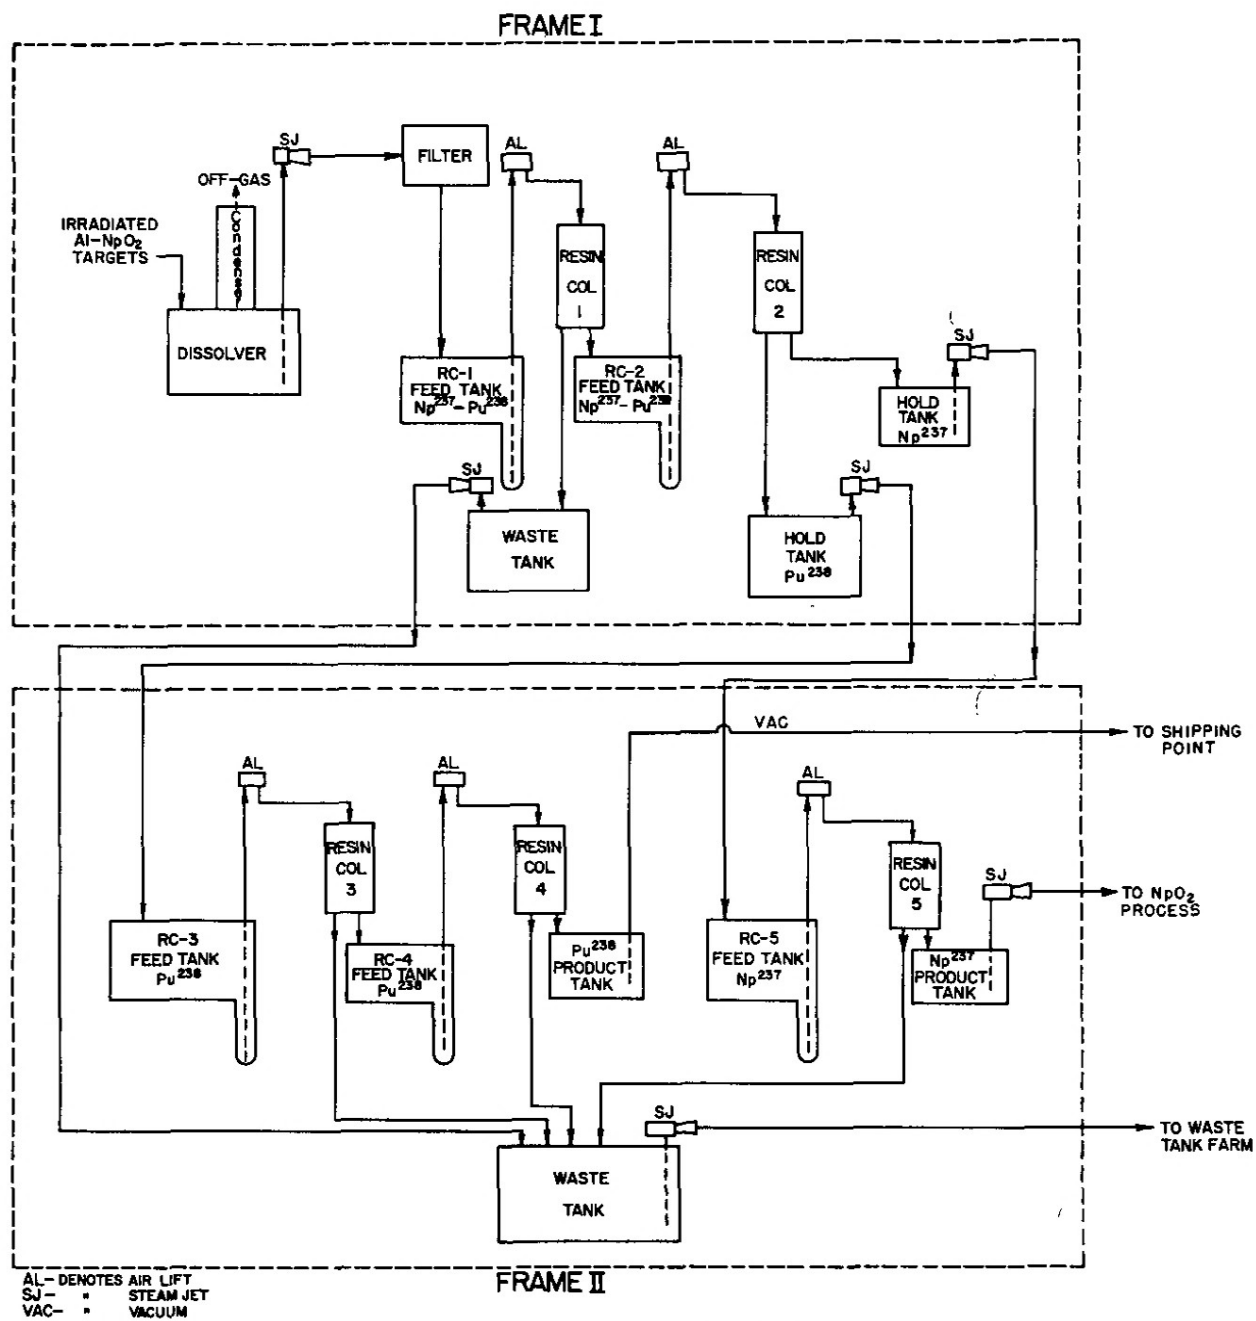 FRAME I
SJ
FILTER
AL
AL
OFF-GAS
Condenser
IRRADIATED
Al-NpO2
TARGETS
DISSOLVER
RESIN
COL
1
RESIN
COL
2
SJ
RC-1
FEED TANK
Np237-Pu238
RC-2
FEED TANK
Np237-Pu238
HOLD
TANK
Np237
SJ
SJ
WASTE
TANK
HOLD
TANK
Pu238
VAC
TO SHIPPING
POINT
AL
AL
AL
RESIN
COL
3
RESIN
COL
4
RESIN
COL
5
SJ
TO NpO2
PROCESS
RC-3
FEED TANK
Pu238
RC-4
FEED TANK
Pu238
Pu238
PRODUCT
TANK
RC-5
FEED TANK
Np237
Np237
PRODUCT
TANK
SJ
TO WASTE
TANK FARM
WASTE
TANK
AL- DENOTES AIR LIFT
SJ- " STEAM JET
VAC- " VACUUM
FRAME II